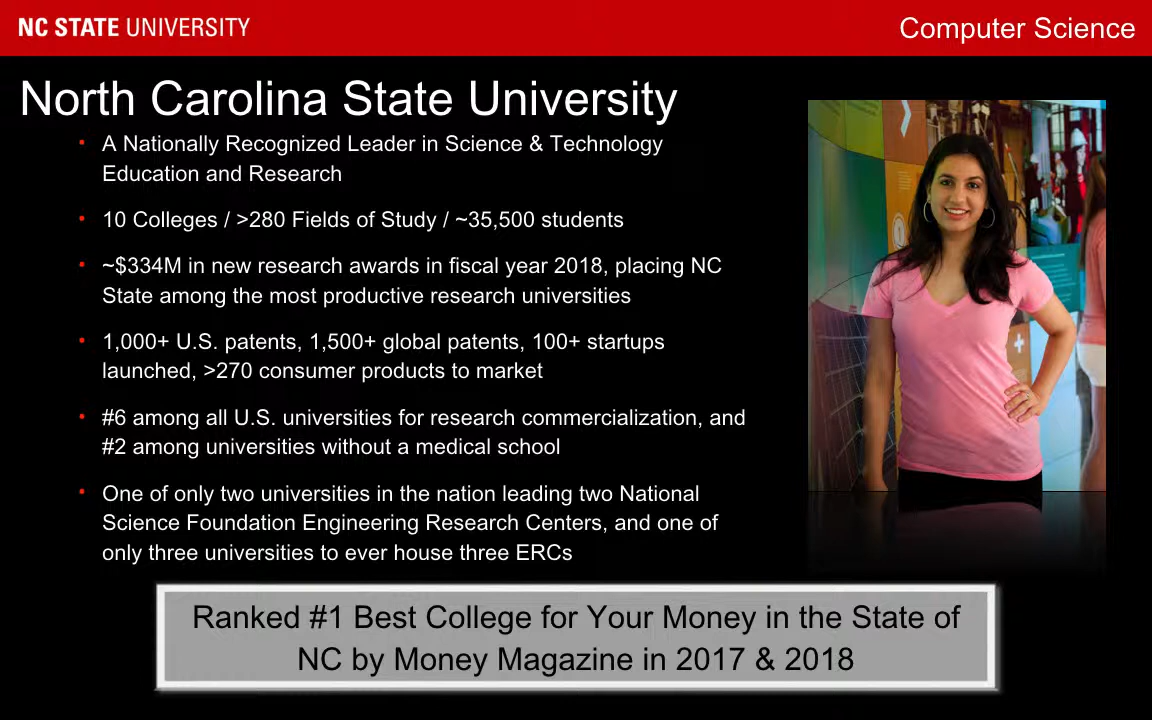 NC STATE UNIVERSITY
Computer Science
North Carolina State University
• A Nationally Recognized Leader in Science & Technology
Education and Research
• 10 Colleges / >280 Fields of Study / ~35,500 students
• ~$334M in new research awards in fiscal year 2018, placing NC
State among the most productive research universities
• 1,000+ U.S. patents, 1,500+ global patents, 100+ startups
launched, >270 consumer products to market
• #6 among all U.S. universities for research commercialization, and
#2 among universities without a medical school
• One of only two universities in the nation leading two National
Science Foundation Engineering Research Centers, and one of
only three universities to ever house three ERCs
Ranked #1 Best College for Your Money in the State of
NC by Money Magazine in 2017 & 2018